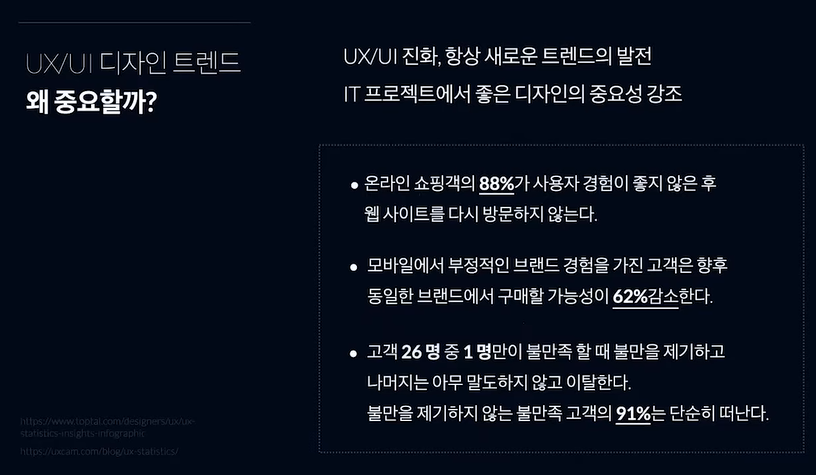 UX/UI 디자인 트렌드
왜 중요할까?
UX/UI 진화, 항상 새로운 트렌드의 발전
IT 프로젝트에서 좋은 디자인의 중요성 강조
• 온라인 쇼핑객의 88%가 사용자 경험이 좋지 않은 후
웹 사이트를 다시 방문하지 않는다.
• 모바일에서 부정적인 브랜드 경험을 가진 고객은 향후
동일한 브랜드에서 구매할 가능성이 62%감소한다.
• 고객 26 명 중 1 명만이 불만족 할 때 불만을 제기하고
나머지는 아무 말도하지 않고 이탈한다.
불만을 제기하지 않는 불만족 고객의 91%는 단순히 떠난다.
https://www.toptal.com/designers/ux/ux-
statistics-insights-infographic
https://uxcam.com/blog/ux-statistics/